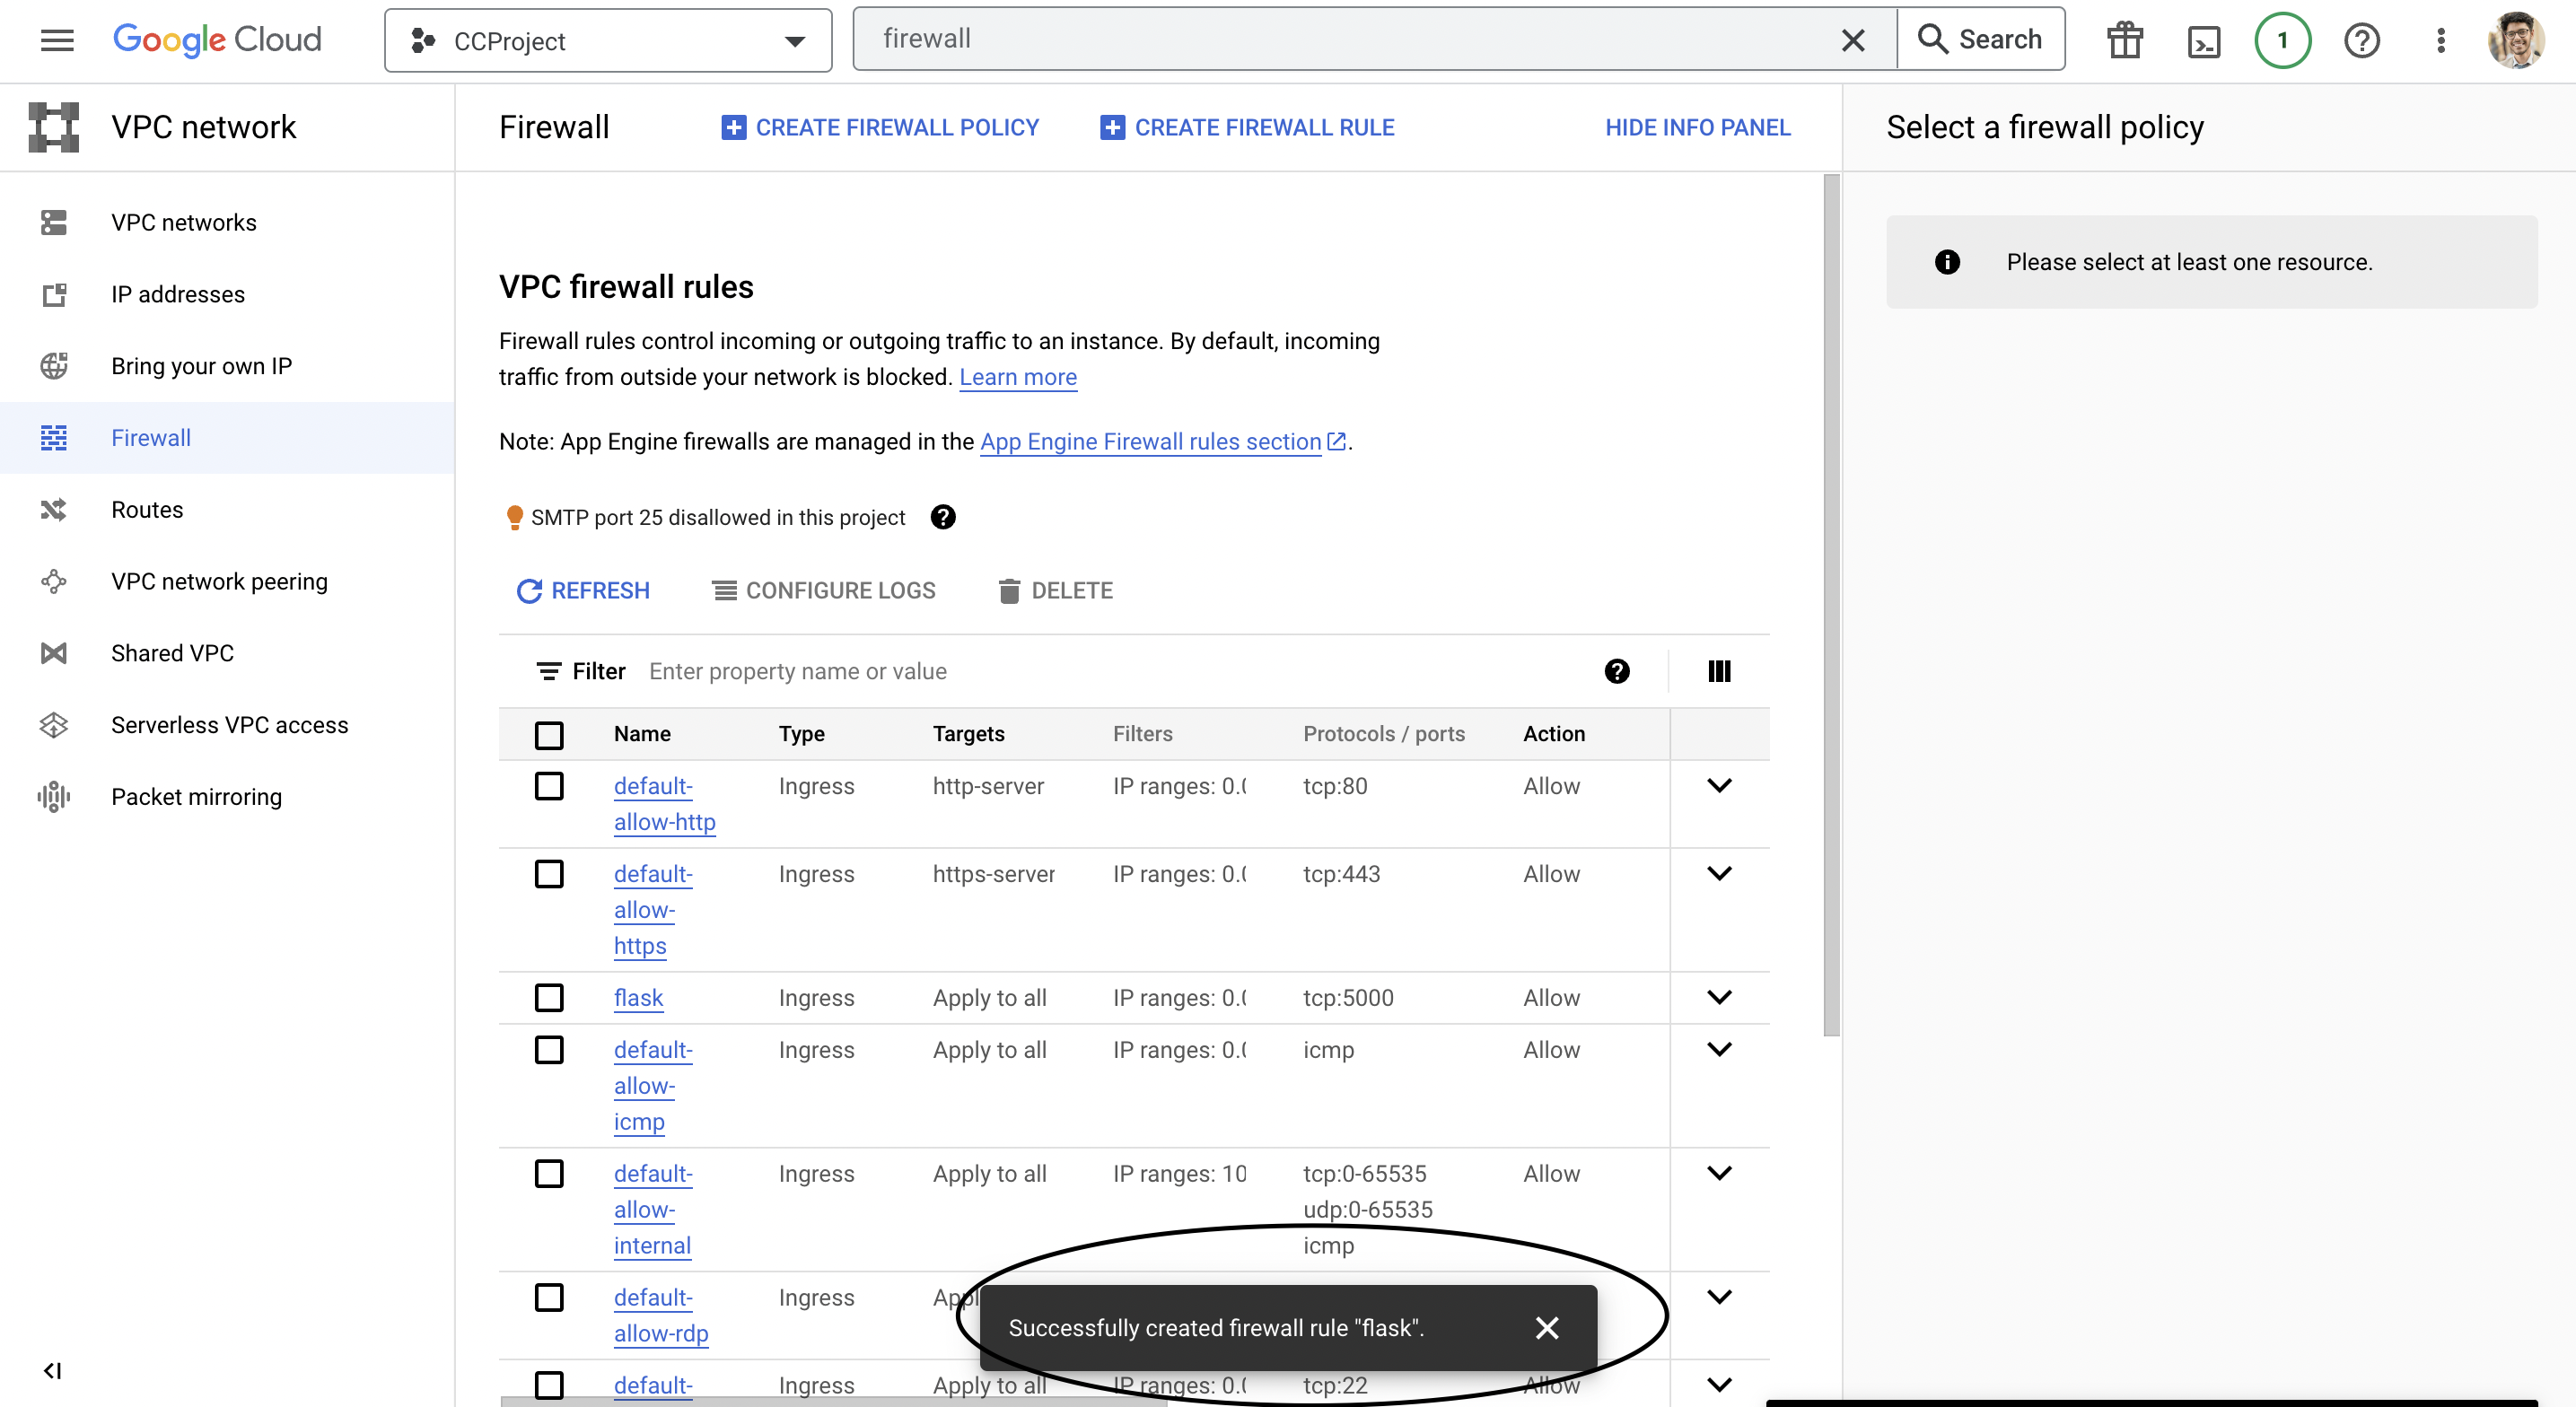 Google Cloud
CCProject
firewall
Search
1
VPC network
Firewall
CREATE FIREWALL POLICY
CREATE FIREWALL RULE
HIDE INFO PANEL
Select a firewall policy
VPC networks
IP addresses
Bring your own IP
Firewall
Routes
VPC network peering
Shared VPC
Serverless VPC access
Packet mirroring
Please select at least one resource.
VPC firewall rules
Firewall rules control incoming or outgoing traffic to an instance. By default, incoming
traffic from outside your network is blocked. Learn more
Note: App Engine firewalls are managed in the App Engine Firewall rules section.
SMTP port 25 disallowed in this project
REFRESH CONFIGURE LOGS DELETE
Filter Enter property name or value
Name Type Targets Filters Protocols / ports Action
default- Ingress http-server IP ranges: 0.0 tcp:80 Allow
allow-http
default- Ingress https-server IP ranges: 0.0 tcp:443 Allow
allow-
https
flask Ingress Apply to all IP ranges: 0.0 tcp:5000 Allow
default- Ingress Apply to all IP ranges: 0.0 icmp Allow
allow-
icmp
default- Ingress Apply to all IP ranges: 10 tcp:0-65535 Allow
allow- udp:0-65535
internal icmp
default- Ingress App
allow-rdp
Successfully created firewall rule "flask".
default- Ingress Apply to all IP ranges: 0.0 tcp:22 Allow